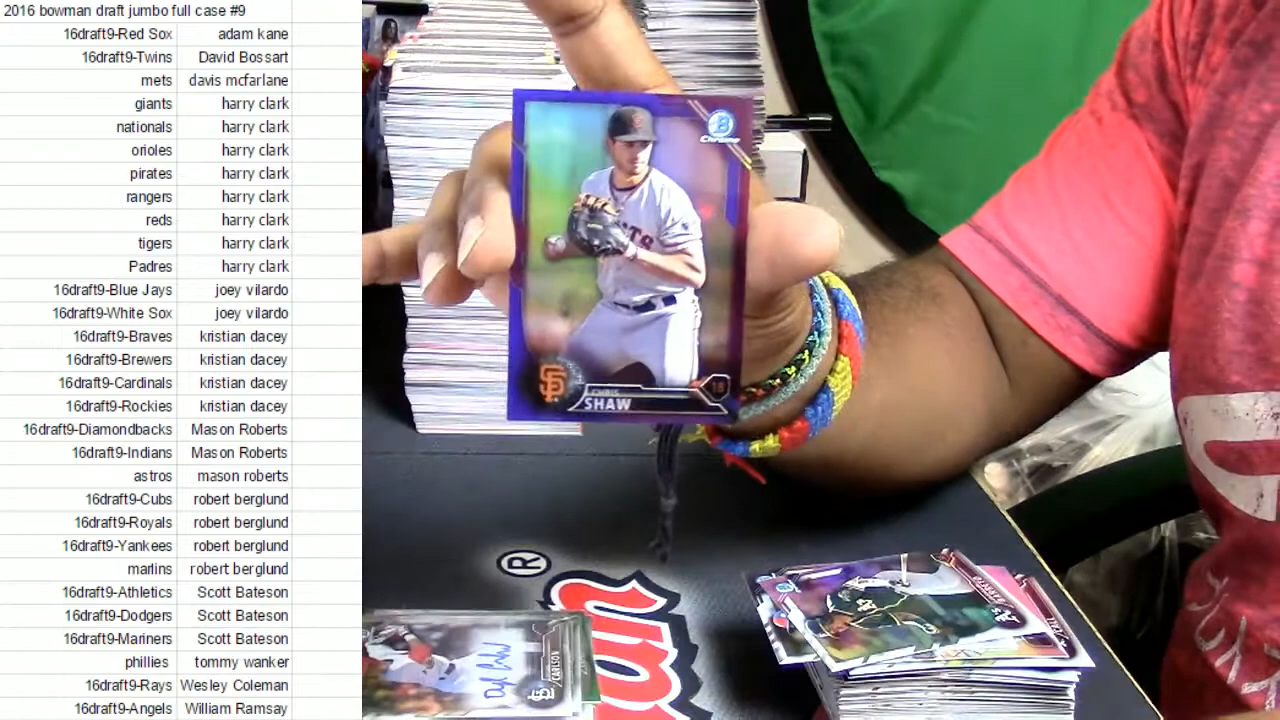 2016 bowman draft jumbo full case #9
16draft9-Red Sox adam kane
16draft9-Twins David Bossart
mets davis mcfarlane
giants harry clark
nationals harry clark
orioles harry clark
pirates harry clark
rangers harry clark
reds harry clark
tigers harry clark
Padres harry clark
16draft9-Blue Jays joey vilardo
16draft9-White Sox joey vilardo
16draft9-Braves kristian dacey
16draft9-Brewers kristian dacey
16draft9-Cardinals kristian dacey
16draft9-Rockies kristian dacey
16draft9-Diamondbacks Mason Roberts
16draft9-Indians Mason Roberts
astros mason roberts
16draft9-Cubs robert berglund
16draft9-Royals robert berglund
16draft9-Yankees robert berglund
marlins robert berglund
16draft9-Athletics Scott Bateson
16draft9-Dodgers Scott Bateson
16draft9-Mariners Scott Bateson
phillies tommy wanker
16draft9-Rays Wesley Coleman
16draft9-Angels William Ramsay
B
Chrome
SF
CHRIS
SHAW
18
®
CARLSON